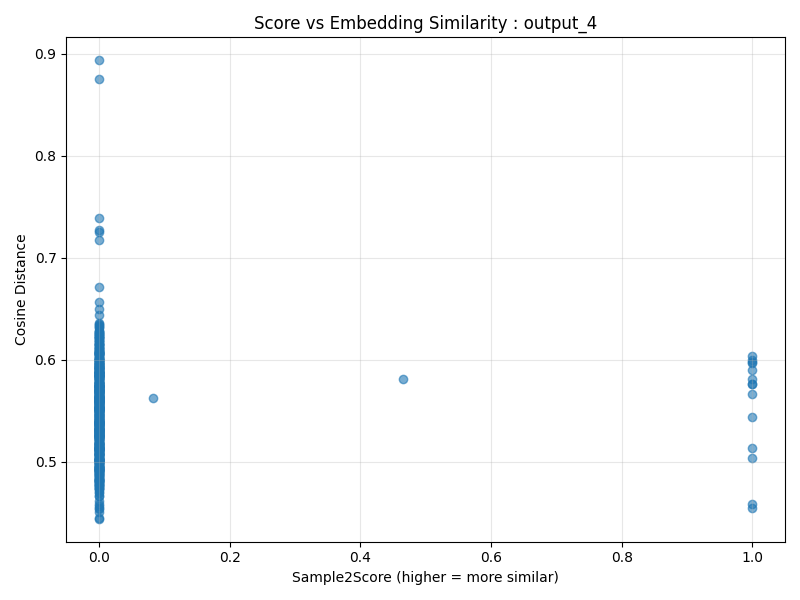 Score vs Embedding Similarity : output_4
Cosine Distance
0.9
0.8
0.7
0.6
0.5
0.0 0.2 0.4 0.6 0.8 1.0
Sample2Score (higher = more similar)